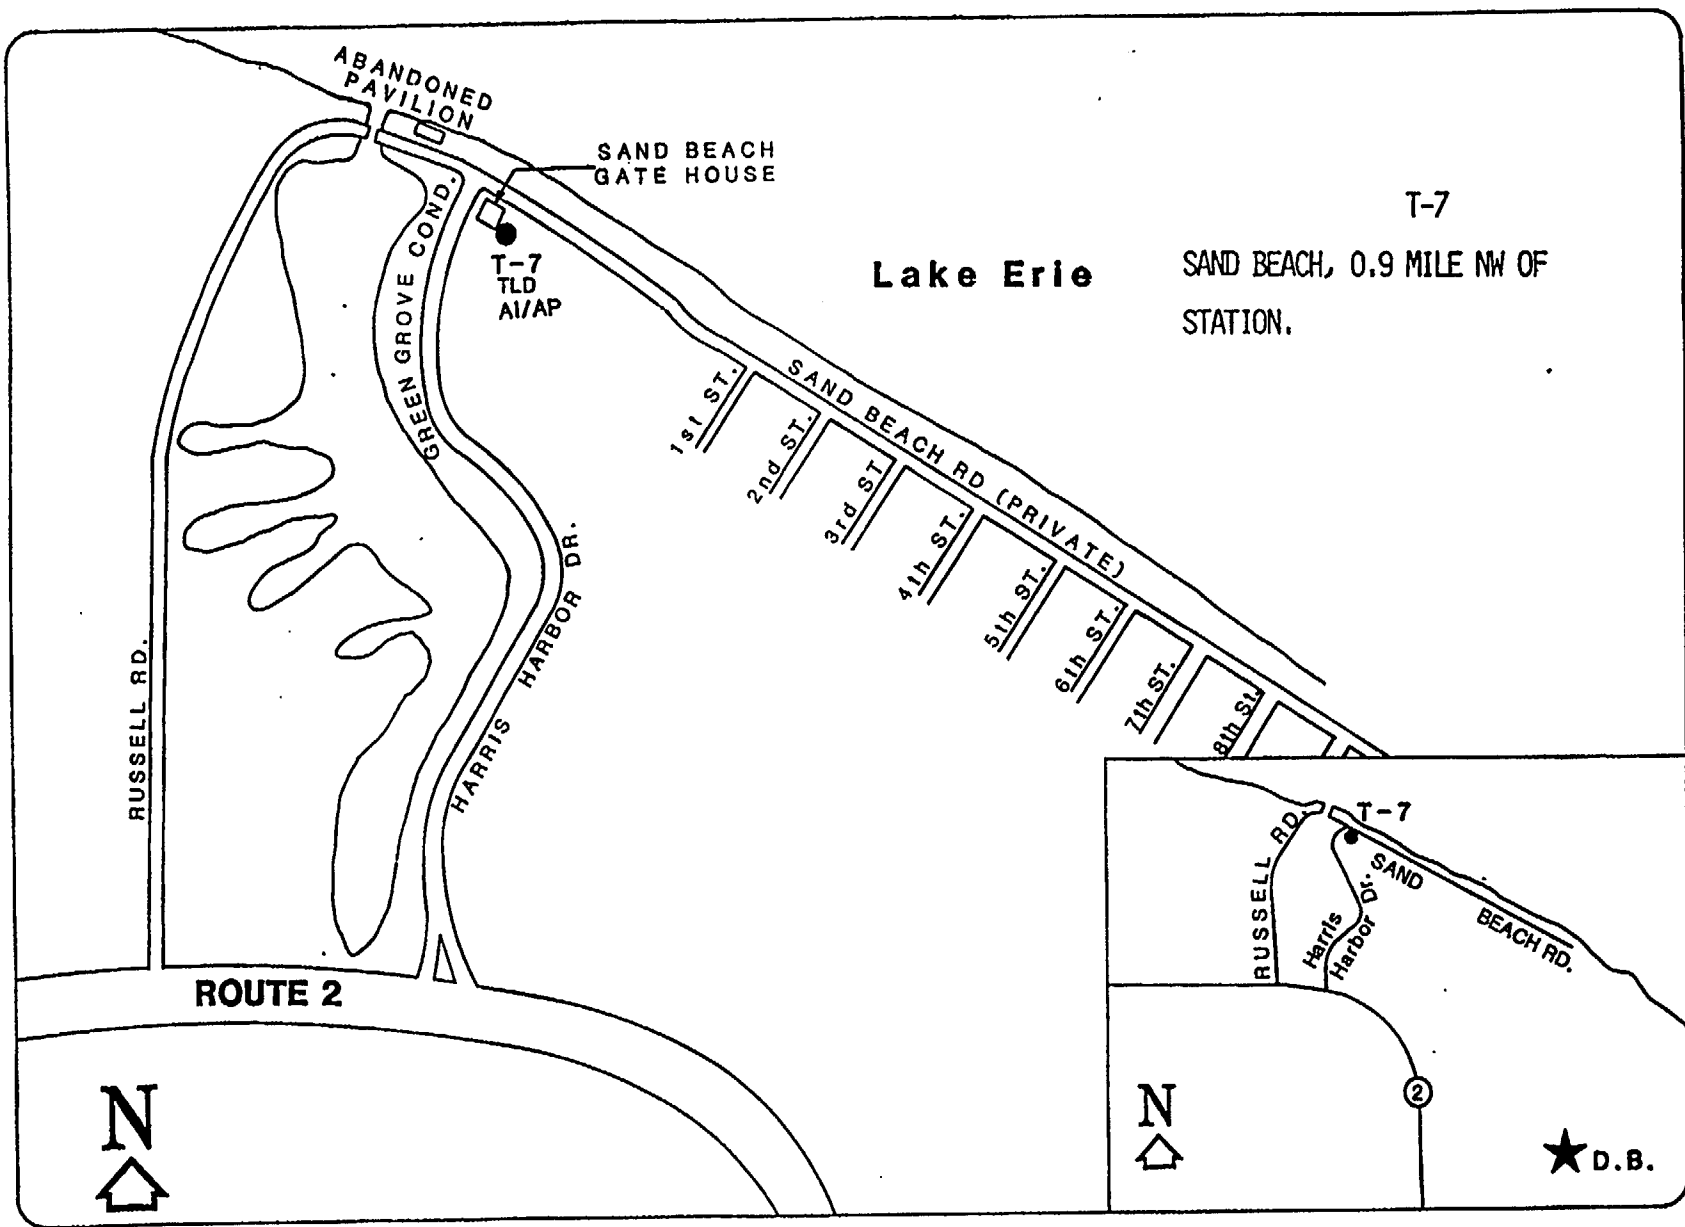 ABANDONED
PAVILION
SAND BEACH
GATE HOUSE
T-7
SAND BEACH, 0.9 MILE NW OF
STATION.
Lake Erie
GREEN GROVE COND.
T-7
TLD
AI/AP
SAND BEACH RD (PRIVATE)
1st ST.
2nd ST.
3rd ST
4th ST.
5th ST.
6th ST.
7th ST.
8th St.
RUSSELL RD.
HARRIS HARBOR DR.
ROUTE 2
N
T-7
RUSSELL RD.
SAND BEACH RD.
Harris
Harbor Dr.
2
N
D.B.